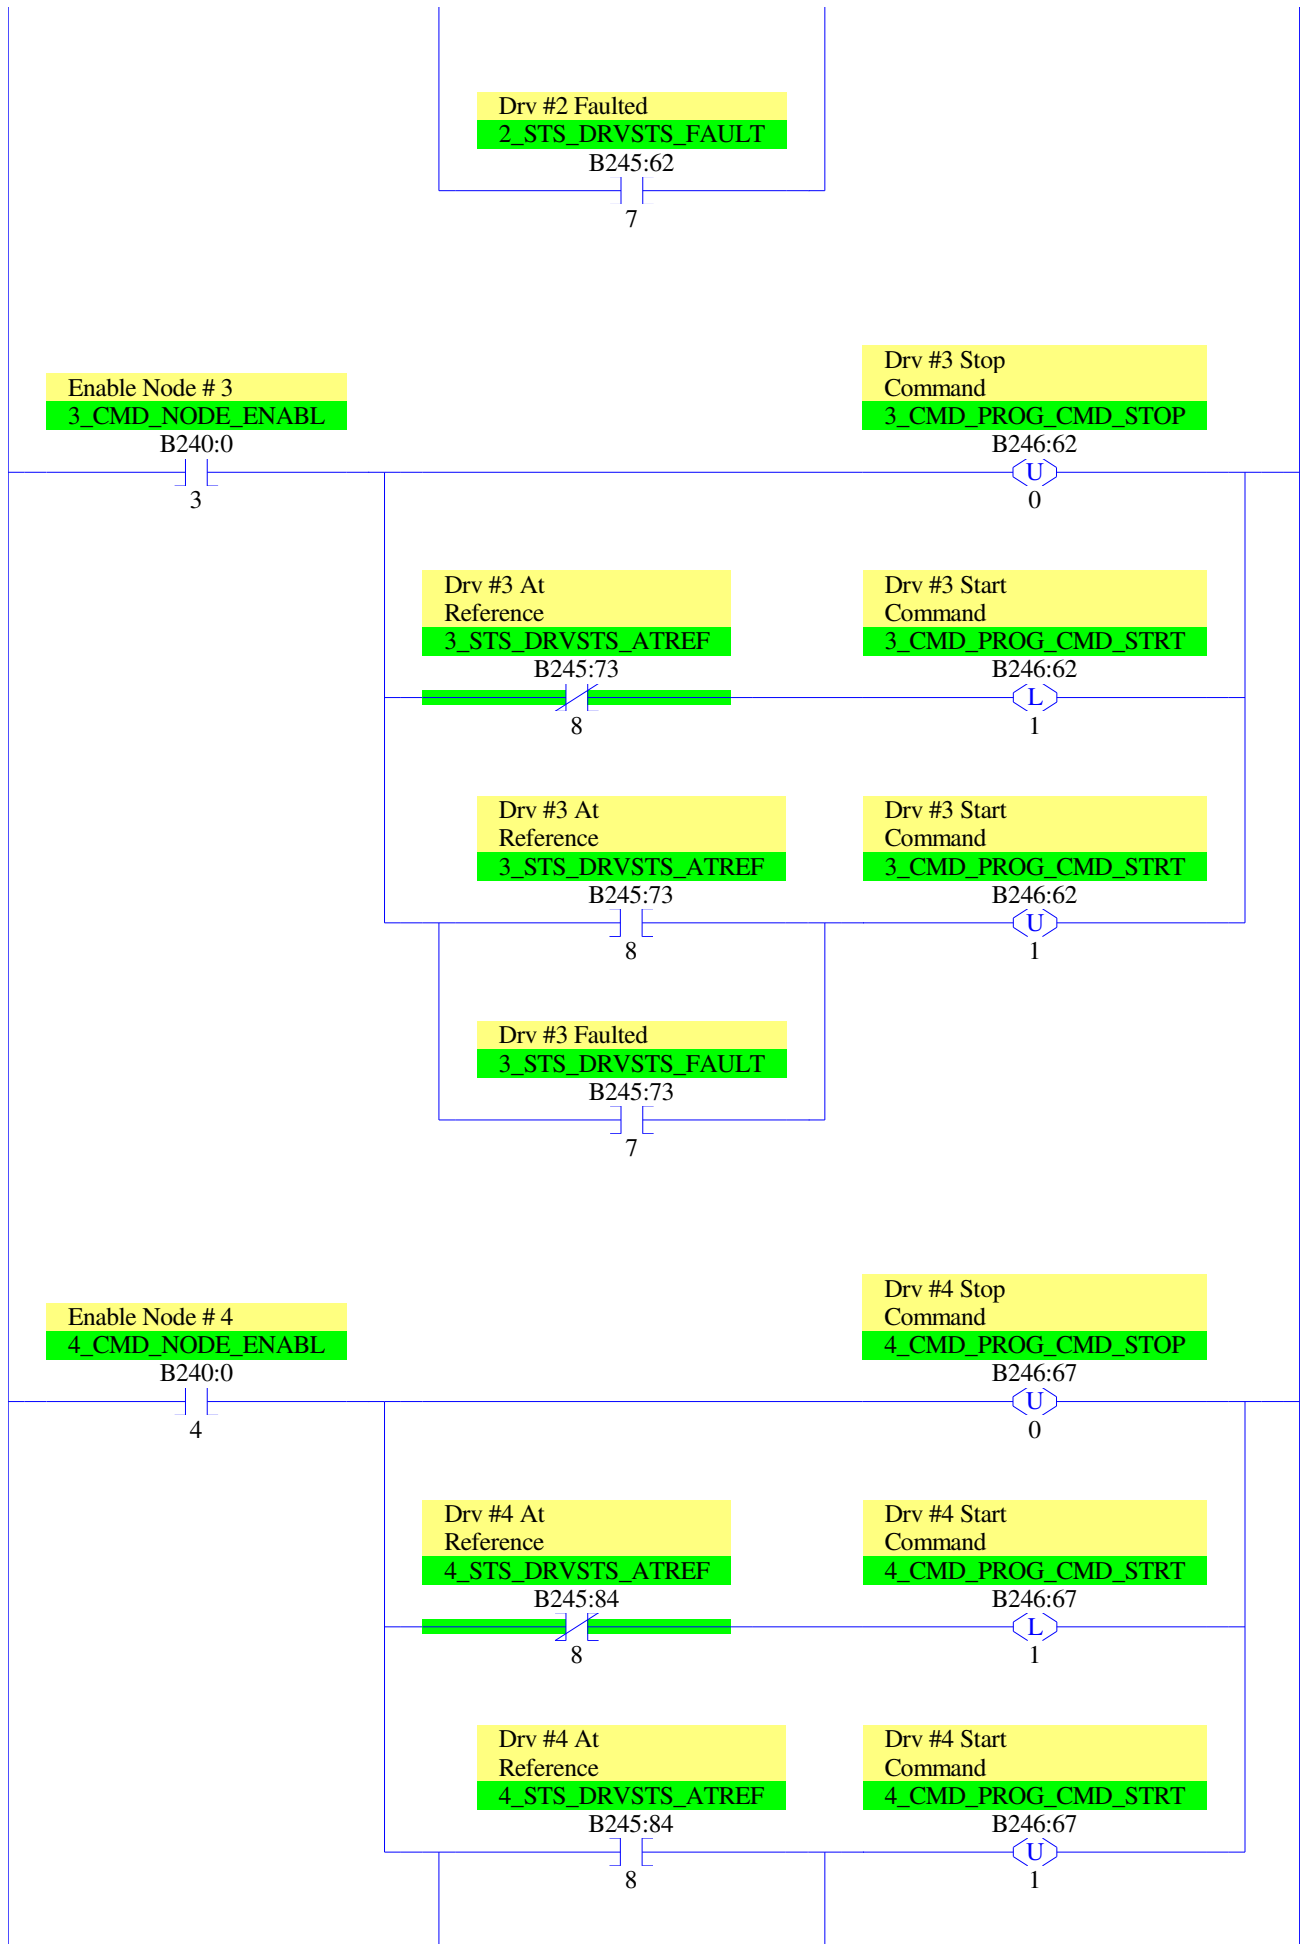 Drv #2 Faulted
2_STS_DRVSTS_FAULT
B245:62
7
Drv #3 Stop
Command
3_CMD_PROG_CMD_STOP
B246:62
U
0
Enable Node # 3
3_CMD_NODE_ENABL
B240:0
3
Drv #3 At
Reference
3_STS_DRVSTS_ATREF
B245:73
8
Drv #3 Start
Command
3_CMD_PROG_CMD_STRT
B246:62
L
1
Drv #3 At
Reference
3_STS_DRVSTS_ATREF
B245:73
8
Drv #3 Start
Command
3_CMD_PROG_CMD_STRT
B246:62
U
1
Drv #3 Faulted
3_STS_DRVSTS_FAULT
B245:73
7
Drv #4 Stop
Command
4_CMD_PROG_CMD_STOP
B246:67
U
0
Enable Node # 4
4_CMD_NODE_ENABL
B240:0
4
Drv #4 At
Reference
4_STS_DRVSTS_ATREF
B245:84
8
Drv #4 Start
Command
4_CMD_PROG_CMD_STRT
B246:67
L
1
Drv #4 At
Reference
4_STS_DRVSTS_ATREF
B245:84
8
Drv #4 Start
Command
4_CMD_PROG_CMD_STRT
B246:67
U
1